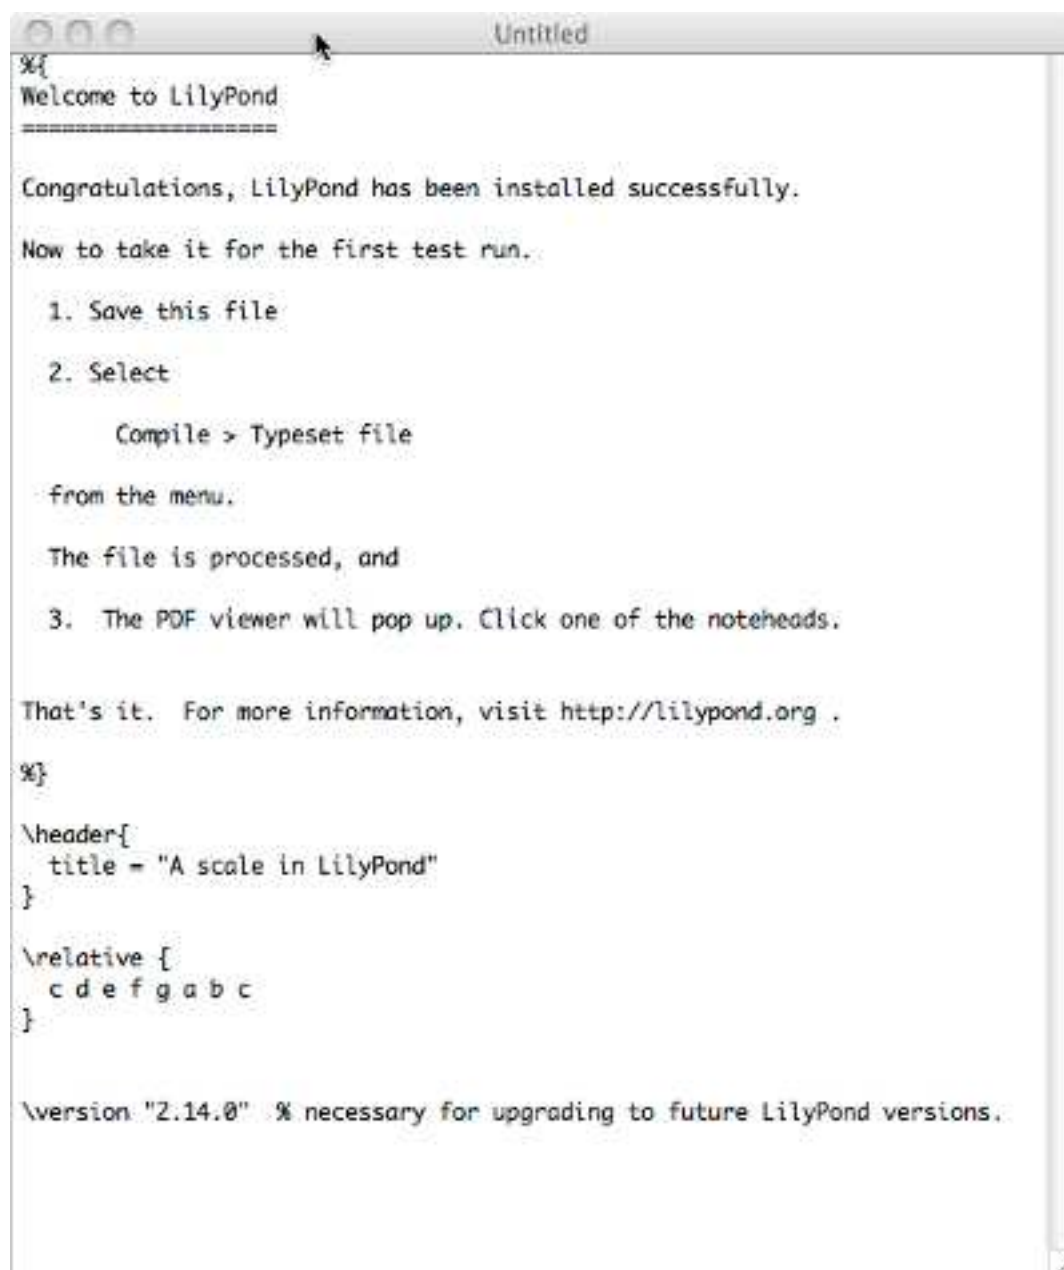 Untitled
%{
Welcome to LilyPond
===================
Congratulations, LilyPond has been installed successfully.
Now to take it for the first test run.
1. Save this file
2. Select
Compile > Typeset file
from the menu.
The file is processed, and
3.  The PDF viewer will pop up. Click one of the noteheads.
That's it.  For more information, visit http://lilypond.org .
%}
\header{
title = "A scale in LilyPond"
}
\relative {
c d e f g a b c
}
\version "2.14.0"  % necessary for upgrading to future LilyPond versions.